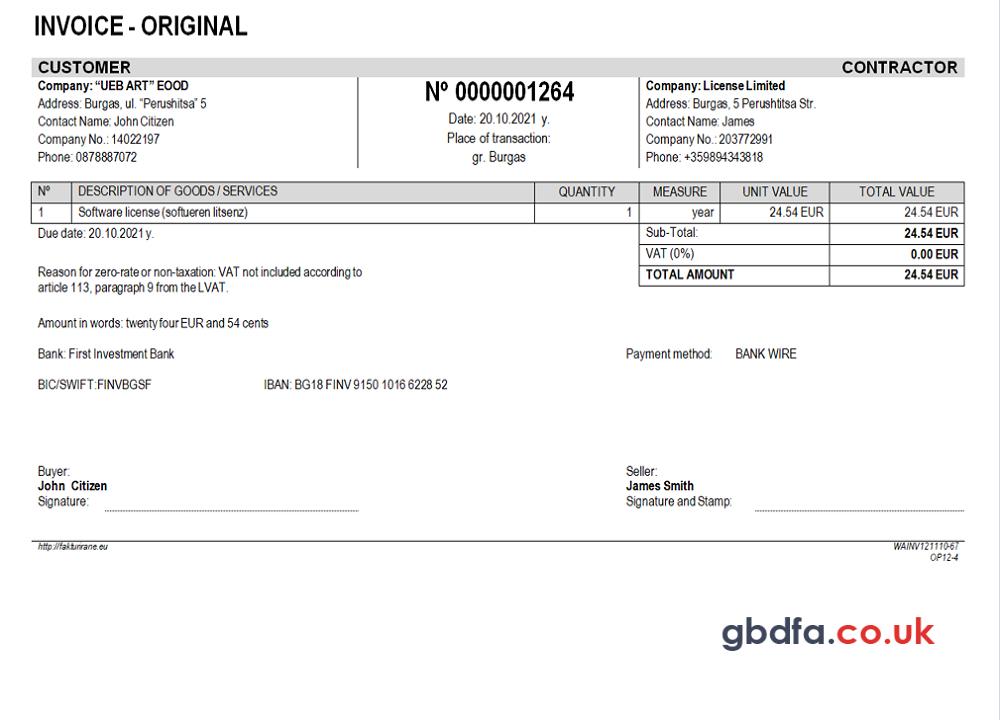 INVOICE - ORIGINAL
CUSTOMER CONTRACTOR
Company: “UEB ART” EOOD
Address: Burgas, ul. “Perushitsa” 5
Contact Name: John Citizen
Company No.: 14022197
Phone: 0878887072
Nº 0000001264
Date: 20.10.2021 y.
Place of transaction:
gr. Burgas
Company: License Limited
Address: Burgas, 5 Perushtitsa Str.
Contact Name: James
Company No.: 203772991
Phone: +359894343818
Nº DESCRIPTION OF GOODS / SERVICES QUANTITY MEASURE UNIT VALUE TOTAL VALUE
1 Software license (softueren litsenz) 1 year 24.54 EUR 24.54 EUR
Due date: 20.10.2021 y. Sub-Total: 24.54 EUR
VAT (0%) 0.00 EUR
TOTAL AMOUNT 24.54 EUR
Reason for zero-rate or non-taxation: VAT not included according to
article 113, paragraph 9 from the LVAT.
Amount in words: twenty four EUR and 54 cents
Bank: First Investment Bank Payment method: BANK WIRE
BIC/SWIFT:FINVBGSF IBAN: BG18 FINV 9150 1016 6228 52
Buyer:
John Citizen
Signature:
Seller:
James Smith
Signature and Stamp:
http://fakturirane.eu WAINV121110-67
OP12-4
gbdfa.co.uk